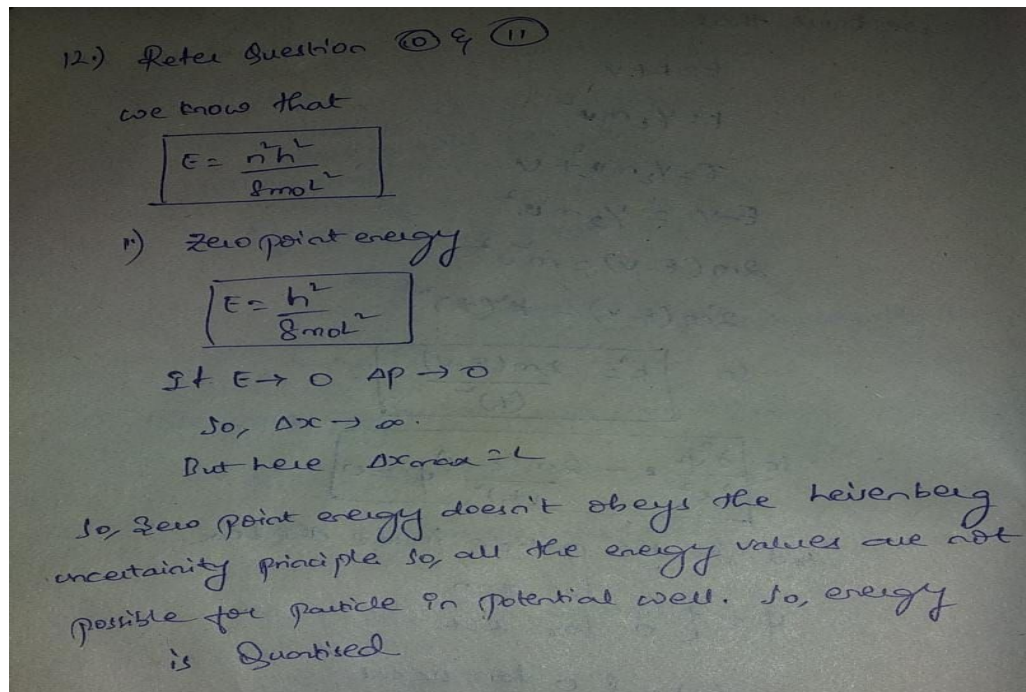 12.) Refer Question 10 & 11
we know that
E = n²h² / 8moL²
i) Zero point energy
E = h² / 8moL²
If E → 0 Δp → 0
So, Δx → ∞.
But here Δxmax = L
So, Zero point energy doesn't obeys the heisenberg
uncertainity principle so, all the energy values are not
possible for particle in potential well. So, energy
is Quantised